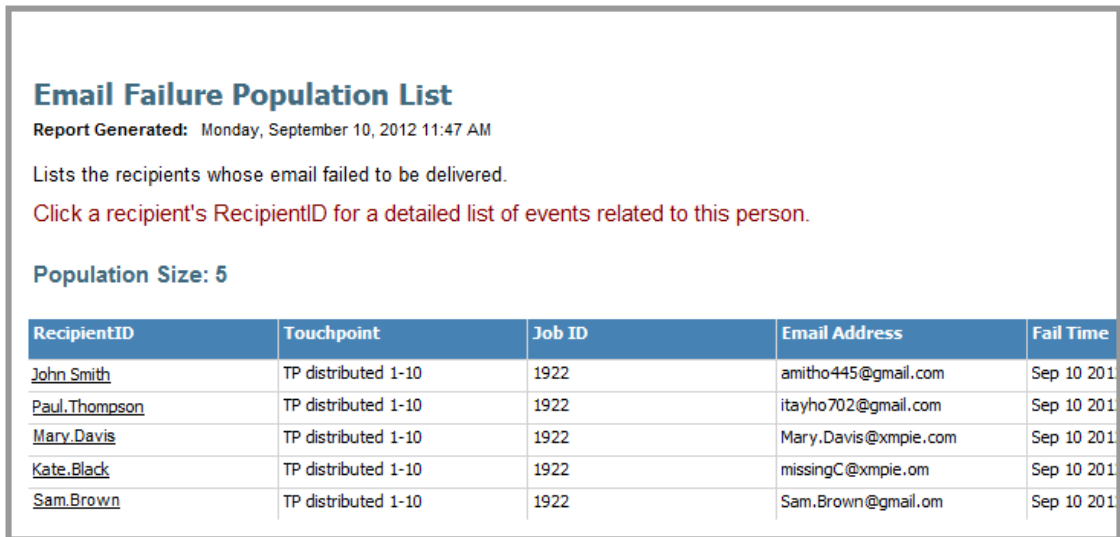 Email Failure Population List
Report Generated: Monday, September 10, 2012 11:47 AM
Lists the recipients whose email failed to be delivered.
Click a recipient's RecipientID for a detailed list of events related to this person.
Population Size: 5
RecipientID Touchpoint Job ID Email Address Fail Time
John Smith TP distributed 1-10 1922 amitho445@gmail.com Sep 10 201
Paul.Thompson TP distributed 1-10 1922 itayho702@gmail.com Sep 10 201
Mary.Davis TP distributed 1-10 1922 Mary.Davis@xmpie.com Sep 10 201
Kate.Black TP distributed 1-10 1922 missingC@xmpie.om Sep 10 201
Sam.Brown TP distributed 1-10 1922 Sam.Brown@gmail.om Sep 10 201